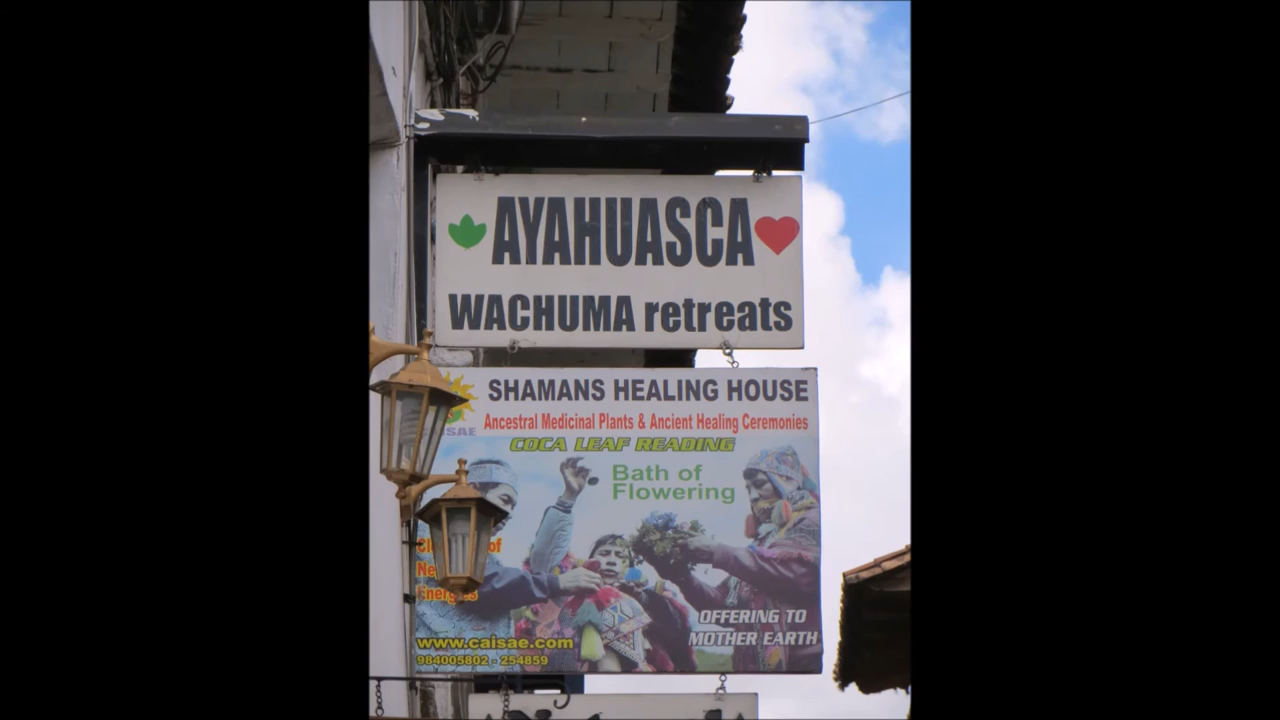 AYAHUASCA
WACHUMA retreats
SHAMANS HEALING HOUSE
Ancestral Medicinal Plants & Ancient Healing Ceremonies
COCA LEAF READING
Bath of
Flowering
of
OFFERING TO
MOTHER EARTH
www.caisae.com
984005802 - 254859